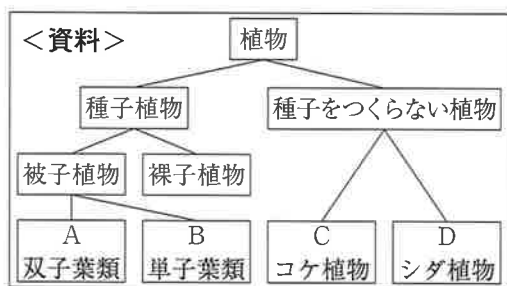 ＜資料＞
植物
種子植物
種子をつくらない植物
被子植物
裸子植物
A
双子葉類
B
単子葉類
C
コケ植物
D
シダ植物